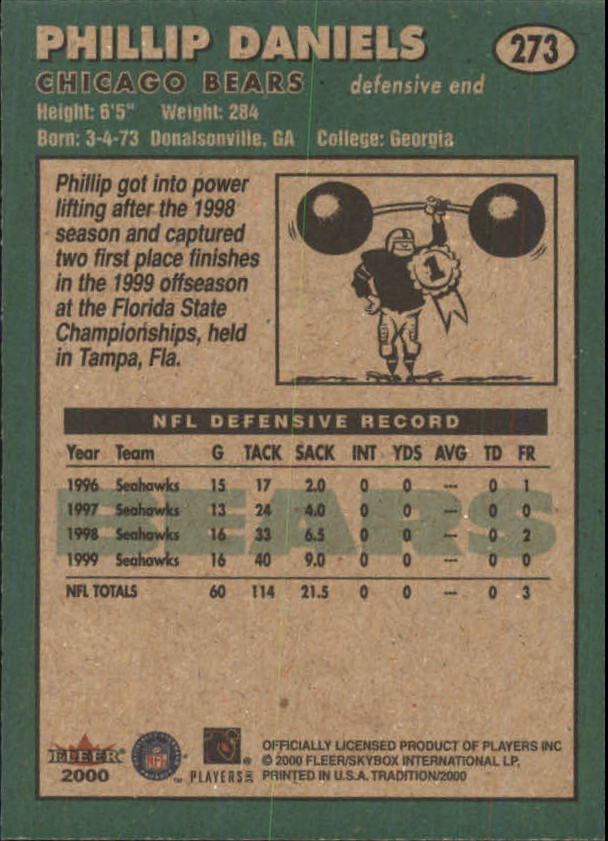 PHILLIP DANIELS
273
CHICAGO BEARS defensive end
Height: 6'5" Weight: 284
Born: 3-4-73 Donalsonville, GA College: Georgia
Phillip got into power
lifting after the 1998
season and captured
two first place finishes
in the 1999 offseason
at the Florida State
Championships, held
in Tampa, Fla.
1
NFL DEFENSIVE RECORD
Year Team G TACK SACK INT YDS AVG TD FR
1996 Seahawks 15 17 2.0 0 0 --- 0 1
1997 Seahawks 13 24 4.0 0 0 --- 0 0
1998 Seahawks 16 33 6.5 0 0 --- 0 2
1999 Seahawks 16 40 9.0 0 0 --- 0 0
BEARS
NFL TOTALS 60 114 21.5 0 0 --- 0 3
FLEER
2000
NFL
™
PLAYERS INC
®
OFFICIALLY LICENSED PRODUCT OF PLAYERS INC
© 2000 FLEER/SKYBOX INTERNATIONAL LP,
PRINTED IN U.S.A. TRADITION/2000